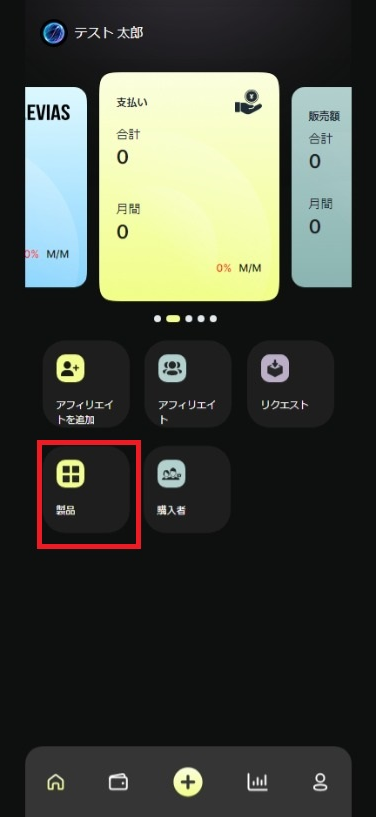 テスト 太郎
EVIAS
支払い
販売額
合計
0
合計
0
月間
0
月間
0
0% M/M
0% M/M
アフィリエイ
トを追加
アフィリエイ
ト
リクエスト
製品
購入者